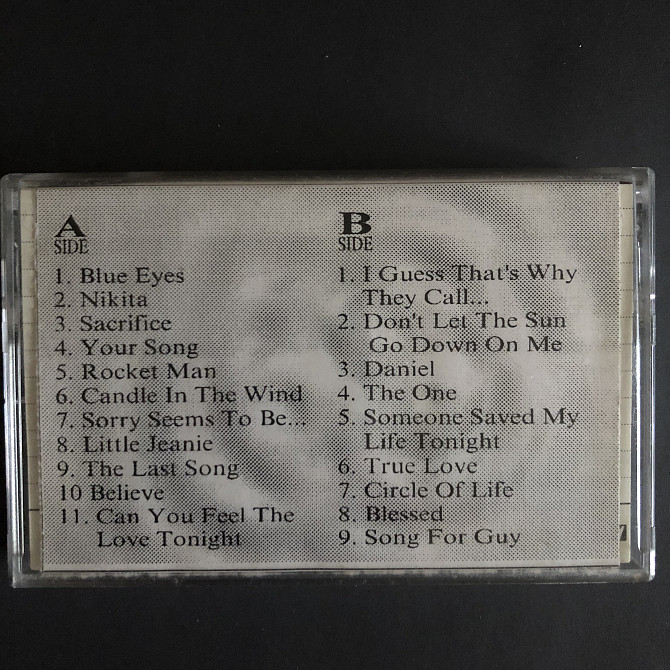 A
SIDE
1. Blue Eyes
2. Nikita
3. Sacrifice
4. Your Song
5. Rocket Man
6. Candle In The Wind
7. Sorry Seems To Be...
8. Little Jeanie
9. The Last Song
10 Believe
11. Can You Feel The
Love Tonight
B
SIDE
1. I Guess That's Why
They Call...
2. Don't Let The Sun
Go Down On Me
3. Daniel
4. The One
5. Someone Saved My
Life Tonight
6. True Love
7. Circle Of Life
8. Blessed
9. Song For Guy